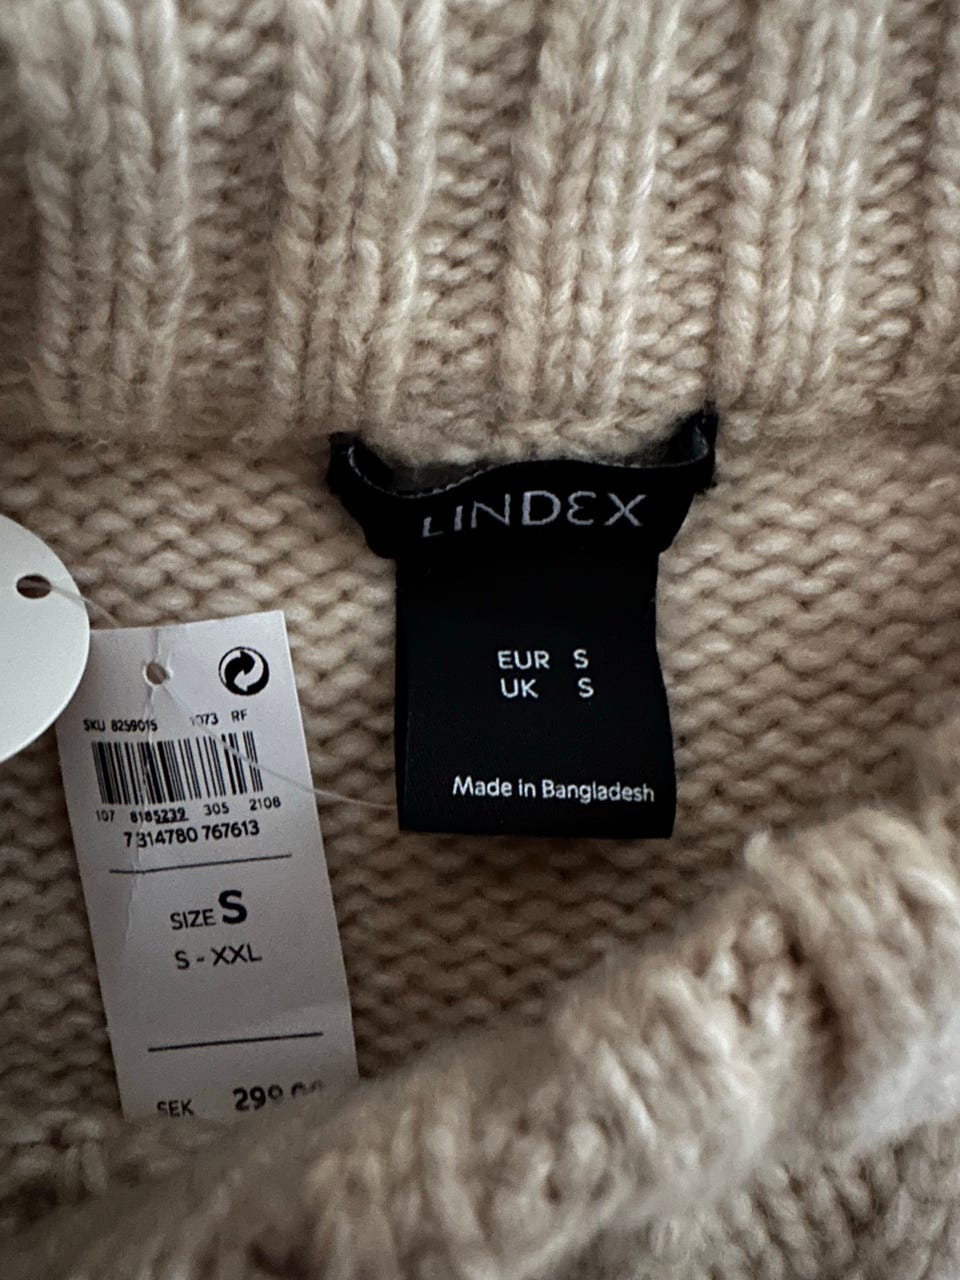 LINDEX
EUR S
UK S
Made in Bangladesh
SKU 8259015 1073 RF
107 8185239 305 2108
7 314780 767613
SIZE S
S - XXL
SEK